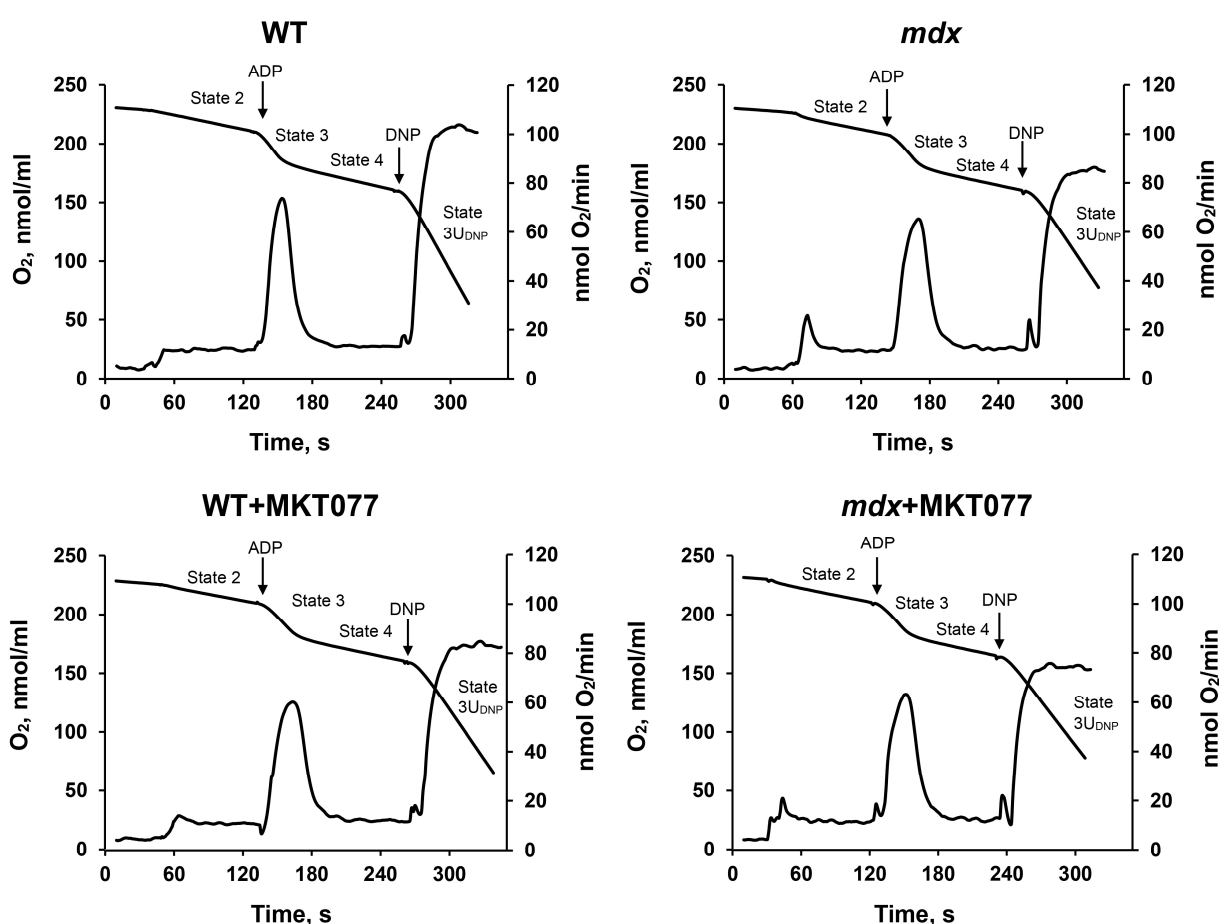 WT
ADP
State 2
State 3
State 4
DNP
State
3U_DNP
O₂, nmol/ml
250
200
150
100
50
0
nmol O₂/min
120
100
80
60
40
20
0
0 60 120 180 240 300
Time, s
mdx
ADP
State 2
State 3
State 4
DNP
State
3U_DNP
O₂, nmol/ml
250
200
150
100
50
0
nmol O₂/min
120
100
80
60
40
20
0
0 60 120 180 240 300
Time, s
WT+MKT077
ADP
State 2
State 3
State 4
DNP
State
3U_DNP
O₂, nmol/ml
250
200
150
100
50
0
nmol O₂/min
120
100
80
60
40
20
0
0 60 120 180 240 300
Time, s
mdx+MKT077
ADP
State 2
State 3
State 4
DNP
State
3U_DNP
O₂, nmol/ml
250
200
150
100
50
0
nmol O₂/min
120
100
80
60
40
20
0
0 60 120 180 240 300
Time, s